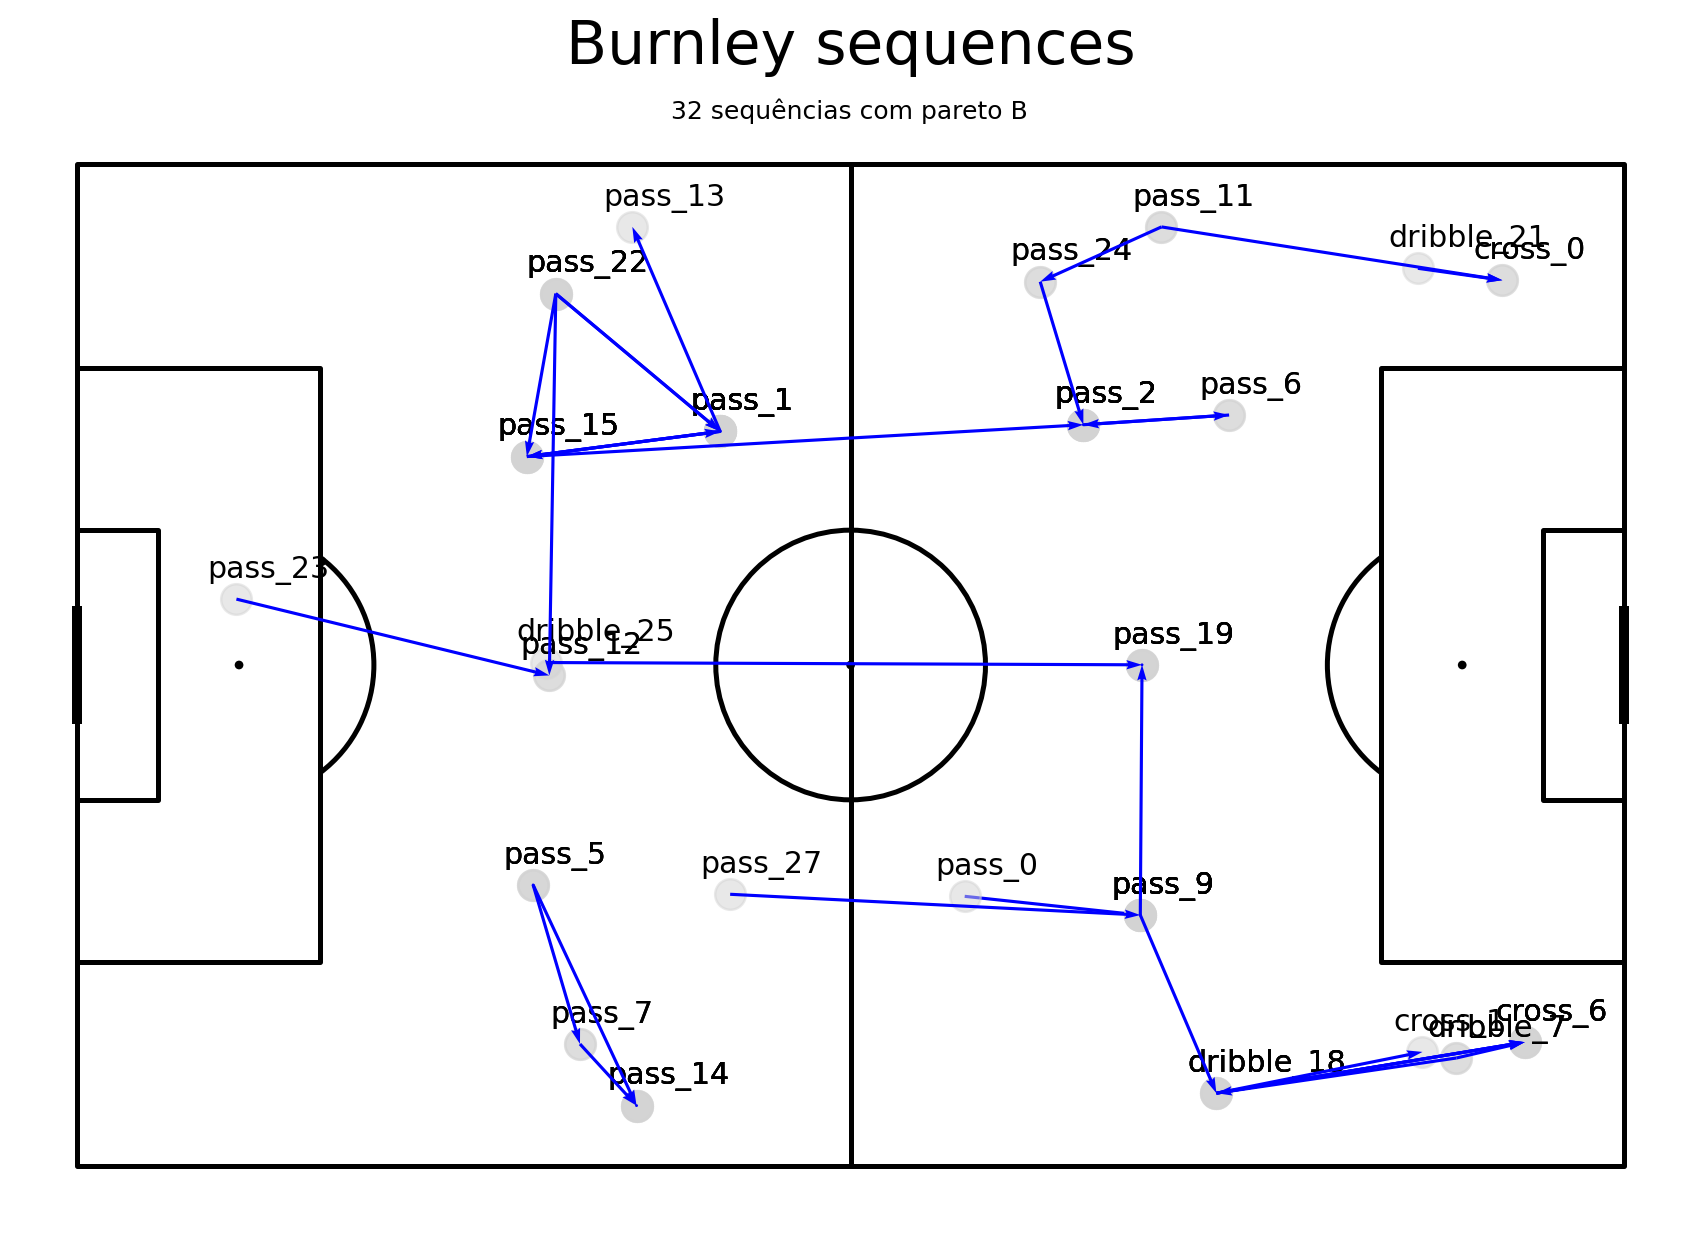 Burnley sequences
32 sequências com pareto B
pass_13
pass_11
dribble_21
cross_0
pass_24
pass_22
pass_6
pass_2
pass_1
pass_15
pass_23
dribble_25
pass_12
pass_19
pass_5
pass_27
pass_0
pass_9
pass_7
cross_1
dribble_7
cross_6
dribble_18
pass_14